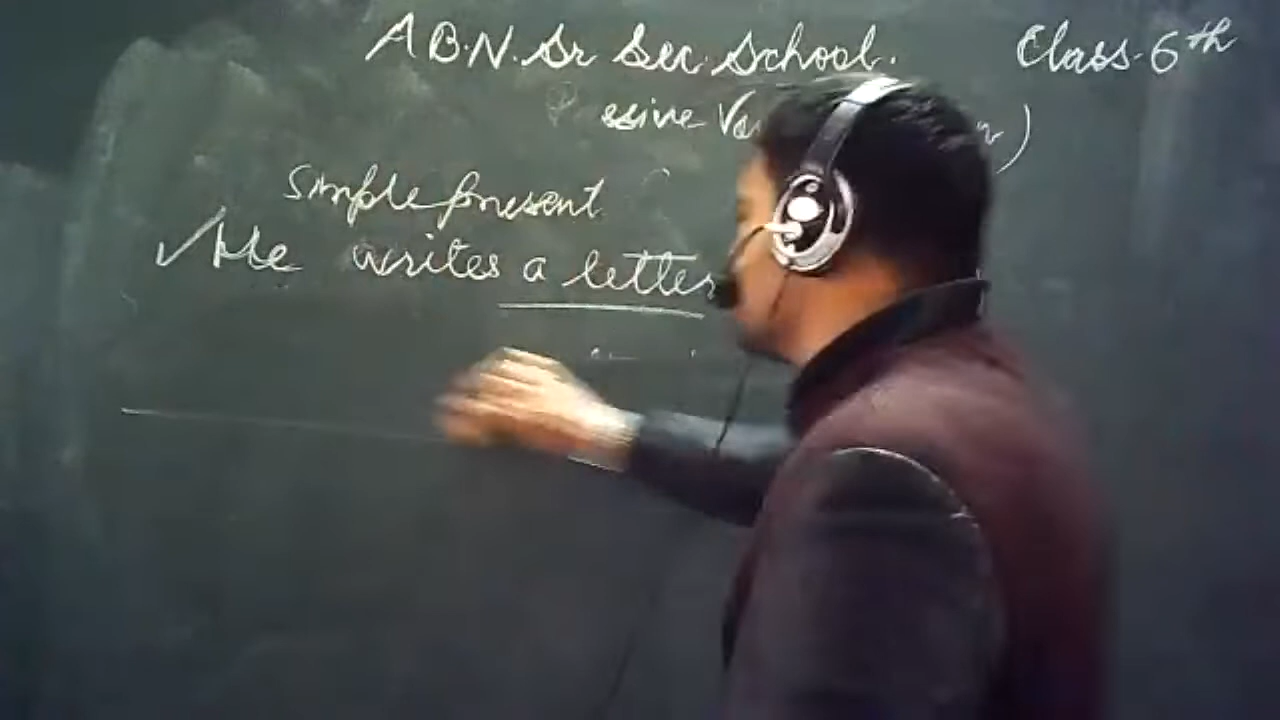 A B.N. Sr Sec. School. Class-6th
simple present
He writes a letter